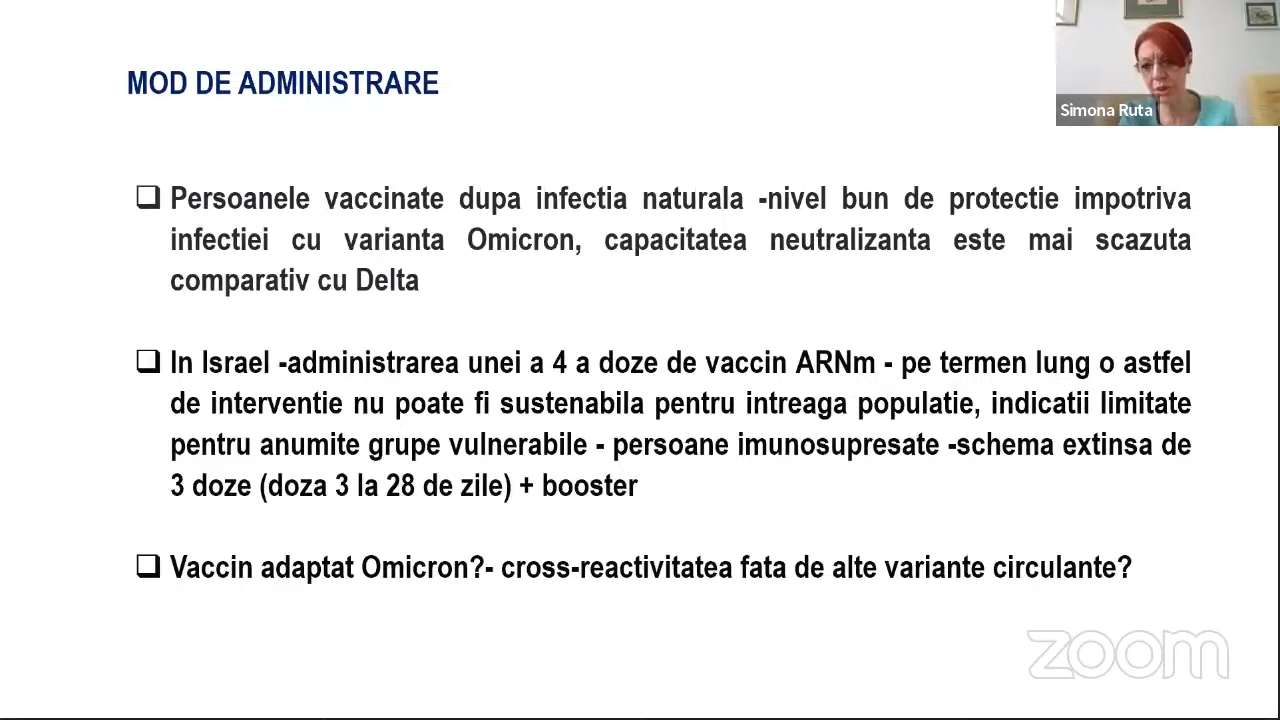 MOD DE ADMINISTRARE
Simona Ruta
Persoanele vaccinate dupa infectia naturala -nivel bun de protectie impotriva
infectiei cu varianta Omicron, capacitatea neutralizanta este mai scazuta
comparativ cu Delta
In Israel -administrarea unei a 4 a doze de vaccin ARNm - pe termen lung o astfel
de interventie nu poate fi sustenabila pentru intreaga populatie, indicatii limitate
pentru anumite grupe vulnerabile - persoane imunosupresate -schema extinsa de
3 doze (doza 3 la 28 de zile) + booster
Vaccin adaptat Omicron?- cross-reactivitatea fata de alte variante circulante?
zoom